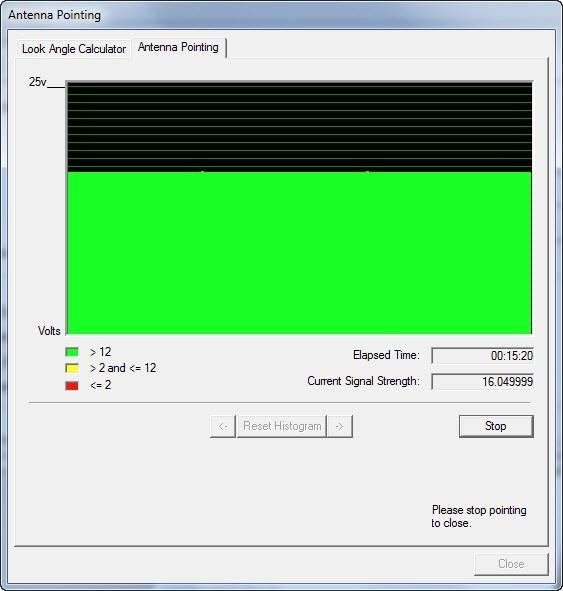 Antenna Pointing
Look Angle Calculator
Antenna Pointing
25v
Volts
> 12
> 2 and <= 12
<= 2
Elapsed Time:
00:15:20
Current Signal Strength:
16.049999
<-
Reset Histogram
->
Stop
Please stop pointing
to close.
Close